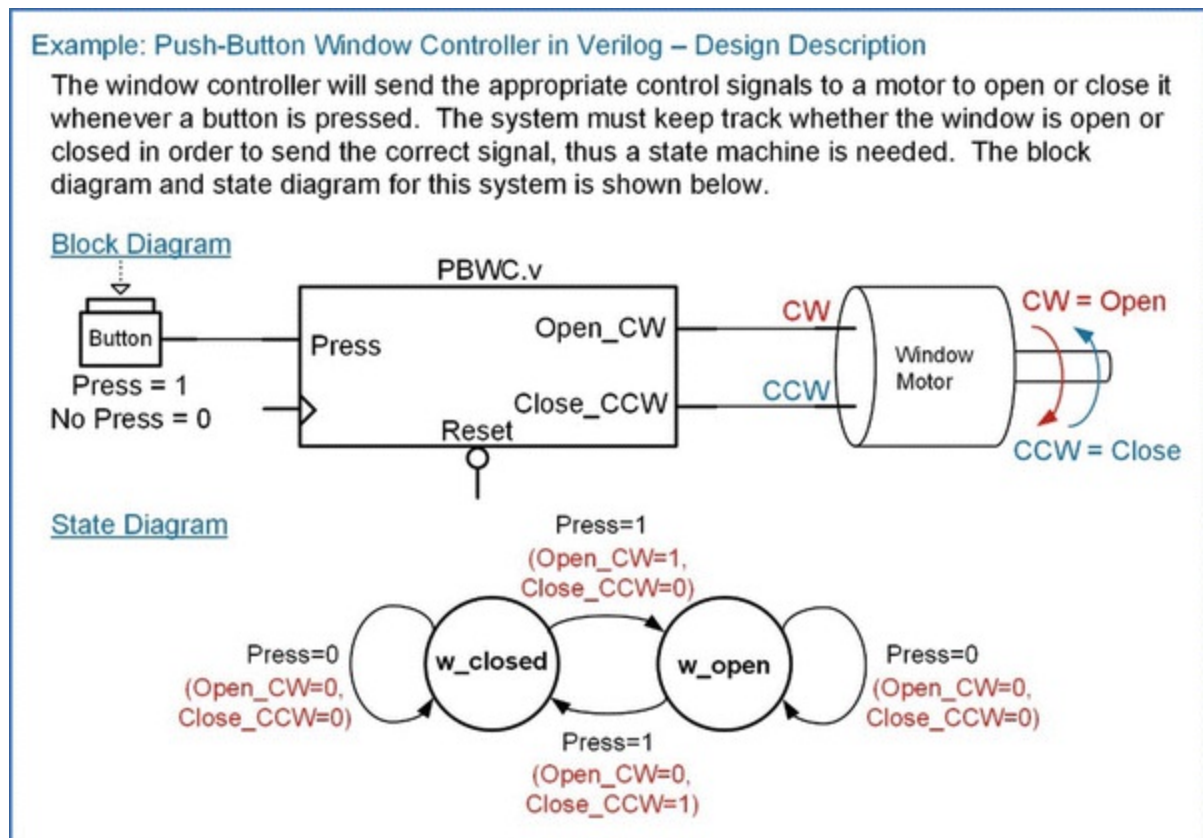 Example: Push-Button Window Controller in Verilog – Design Description
The window controller will send the appropriate control signals to a motor to open or close it
whenever a button is pressed.  The system must keep track whether the window is open or
closed in order to send the correct signal, thus a state machine is needed.  The block
diagram and state diagram for this system is shown below.
Block Diagram
PBWC.v
Button
Press = 1
No Press = 0
Press
Reset
Open_CW
Close_CCW
CW
CCW
Window
Motor
CW = Open
CCW = Close
State Diagram
Press=1
(Open_CW=1,
Close_CCW=0)
Press=0
(Open_CW=0,
Close_CCW=0)
w_closed
w_open
Press=0
(Open_CW=0,
Close_CCW=0)
Press=1
(Open_CW=0,
Close_CCW=1)